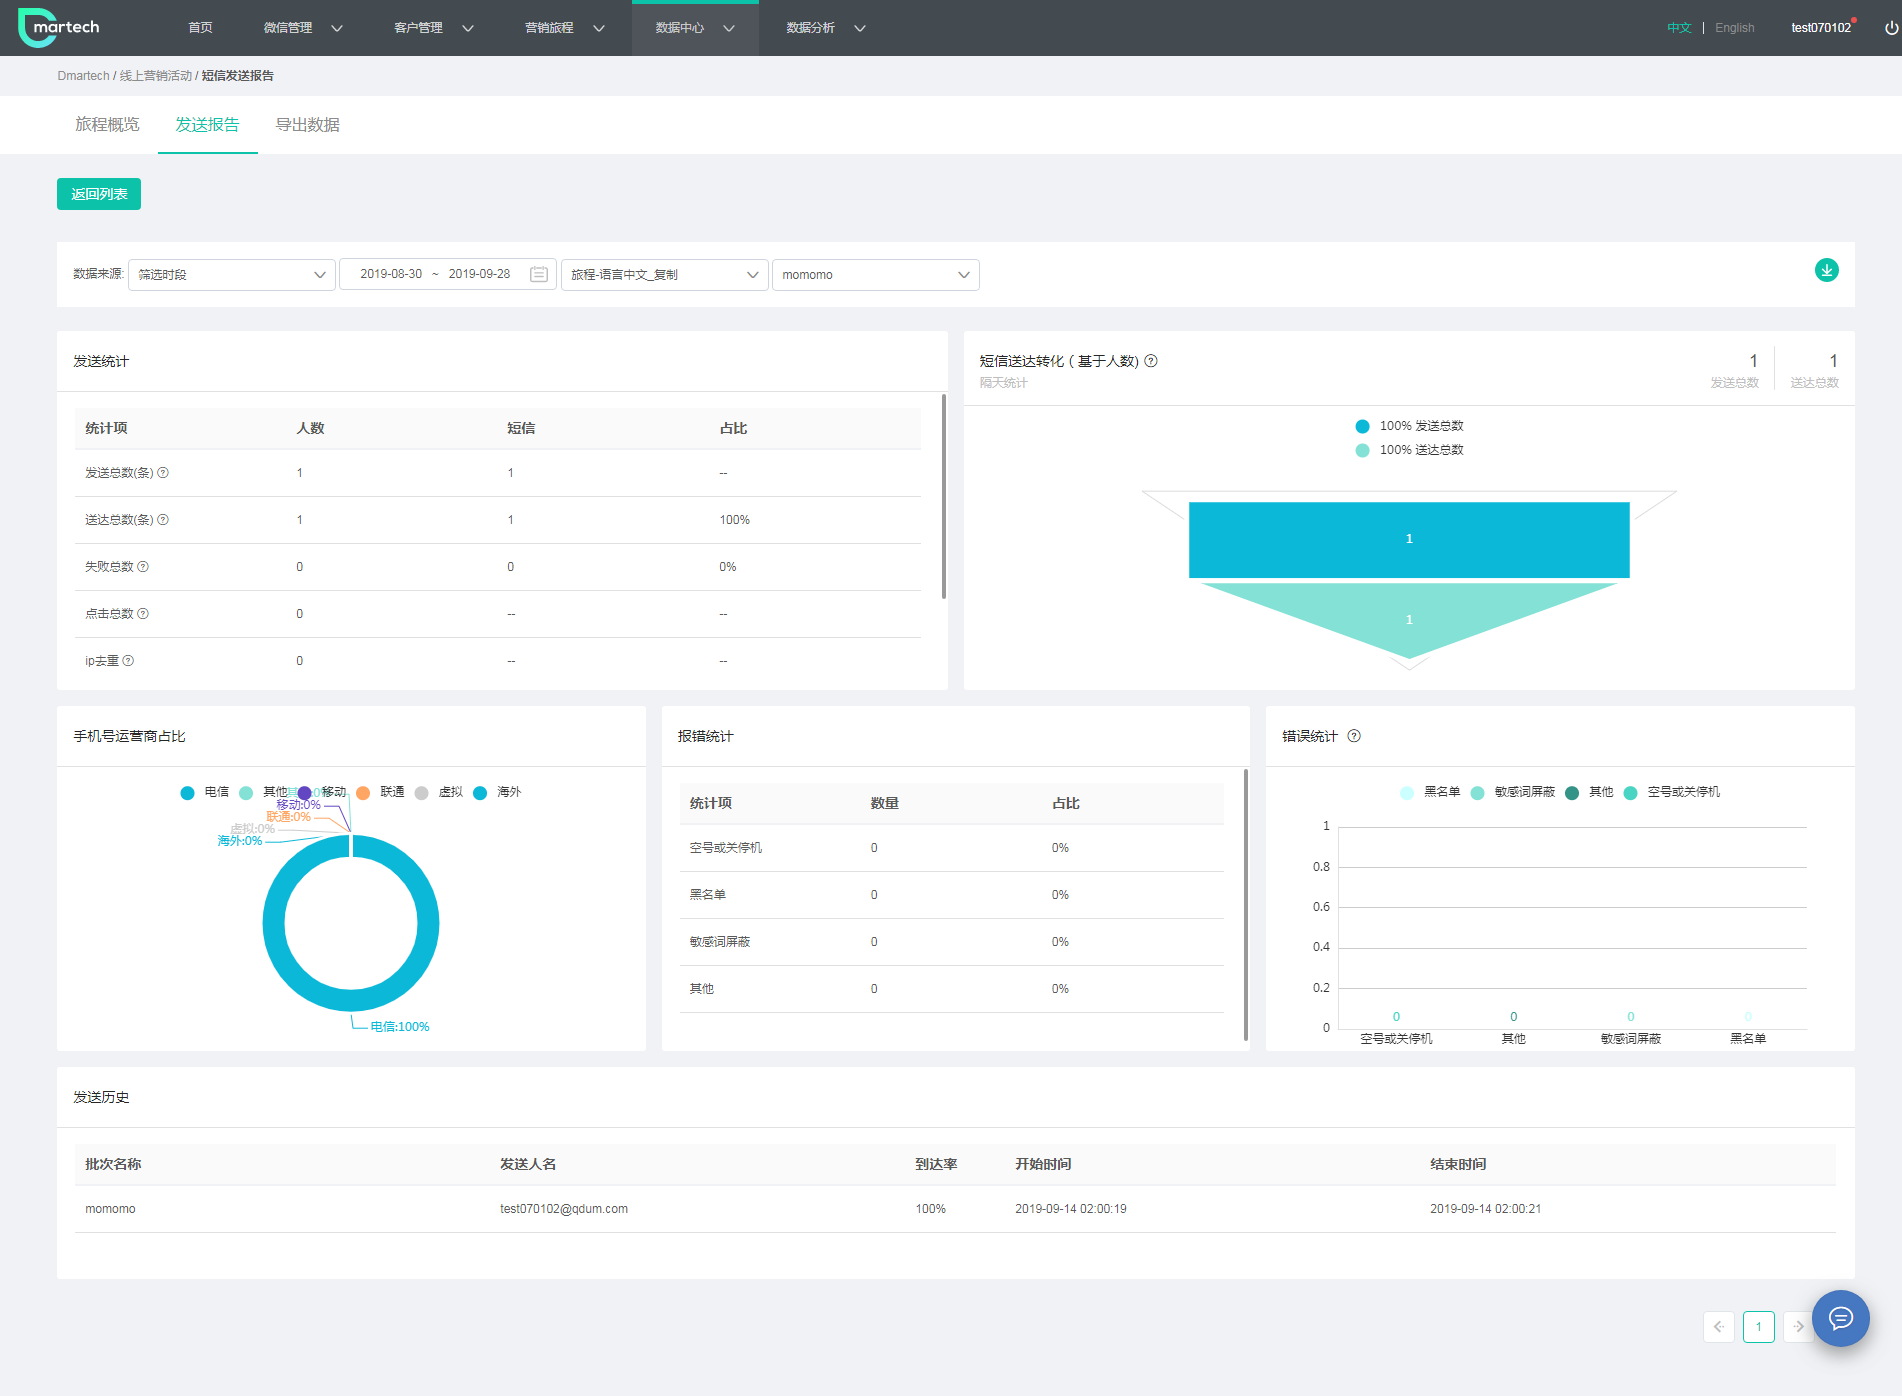 martech 首页 微信管理 客户管理 营销旅程 数据中心 数据分析 中文 | English test070102
Dmartech / 线上营销活动 / 短信发送报告
旅程概览 发送报告 导出数据
返回列表
数据来源: 筛选时段 2019-08-30 ~ 2019-09-28 旅程-语言中文_复制 momomo
发送统计
统计项 人数 短信 占比
发送总数(条) 1 1 --
送达总数(条) 1 1 100%
失败总数 0 0 0%
点击总数 0 -- --
ip去重 0 -- --
短信送达转化 ( 基于人数)
隔天统计
1 发送总数
1 送达总数
100% 发送总数
100% 送达总数
1
1
手机号运营商占比
电信 其他 移动 联通 虚拟 海外
其他:0%
移动:0%
联通:0%
虚拟:0%
海外:0%
电信:100%
报错统计
统计项 数量 占比
空号或关停机 0 0%
黑名单 0 0%
敏感词屏蔽 0 0%
其他 0 0%
错误统计
黑名单 敏感词屏蔽 其他 空号或关停机
1
0.8
0.6
0.4
0.2
0
0 0 0 0
空号或关停机 其他 敏感词屏蔽 黑名单
发送历史
批次名称 发送人名 到达率 开始时间 结束时间
momomo test070102@qdum.com 100% 2019-09-14 02:00:19 2019-09-14 02:00:21
1